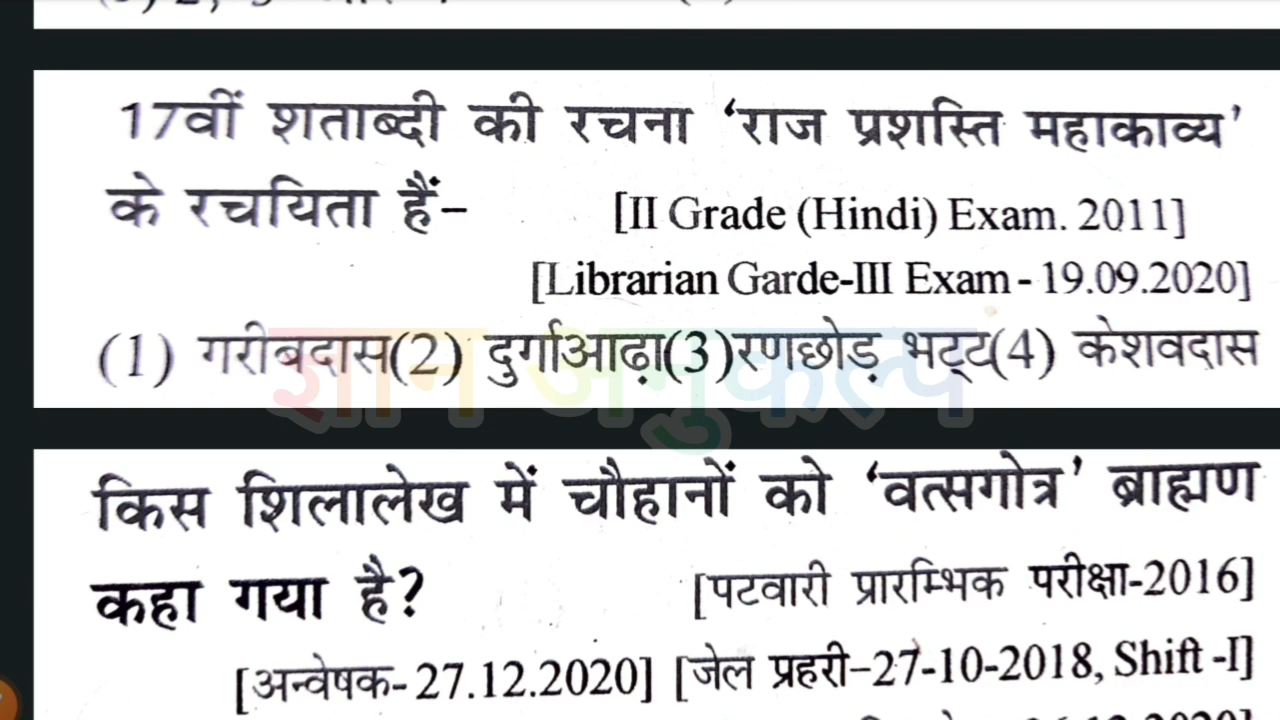 17वीं शताब्दी की रचना ‘राज प्रशस्ति महाकाव्य’
के रचयिता हैं–
[II Grade (Hindi) Exam. 2011]
[Librarian Garde-III Exam - 19.09.2020]
(1) गरीबदास(2) दुर्गाआढ़ा(3)रणछोड़ भट्ट(4) केशवदास
ज्ञान अनुकल्प
किस शिलालेख में चौहानों को ‘वत्सगोत्र’ ब्राह्मण
कहा गया है?
[पटवारी प्रारम्भिक परीक्षा-2016]
[अन्वेषक- 27.12.2020] [जेल प्रहरी–27-10-2018, Shift -I]